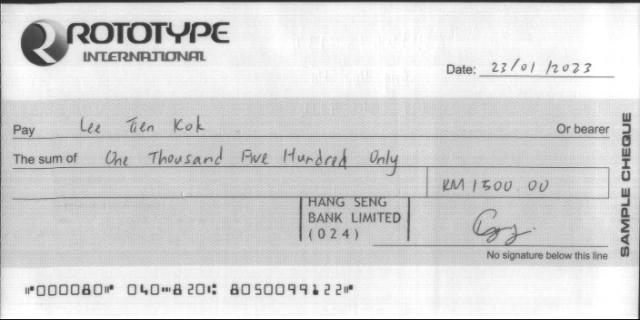 ROTOTYPE
INTERNATIONAL
Date: 23/01/2023
Pay Lee Tien Kok Or bearer
The sum of One Thousand Five Hundred Only
RM 1500.00
HANG SENG
BANK LIMITED
(024)
No signature below this line
SAMPLE CHEQUE
⑈000080⑈ 040⑉820⑆ 8050099122⑈